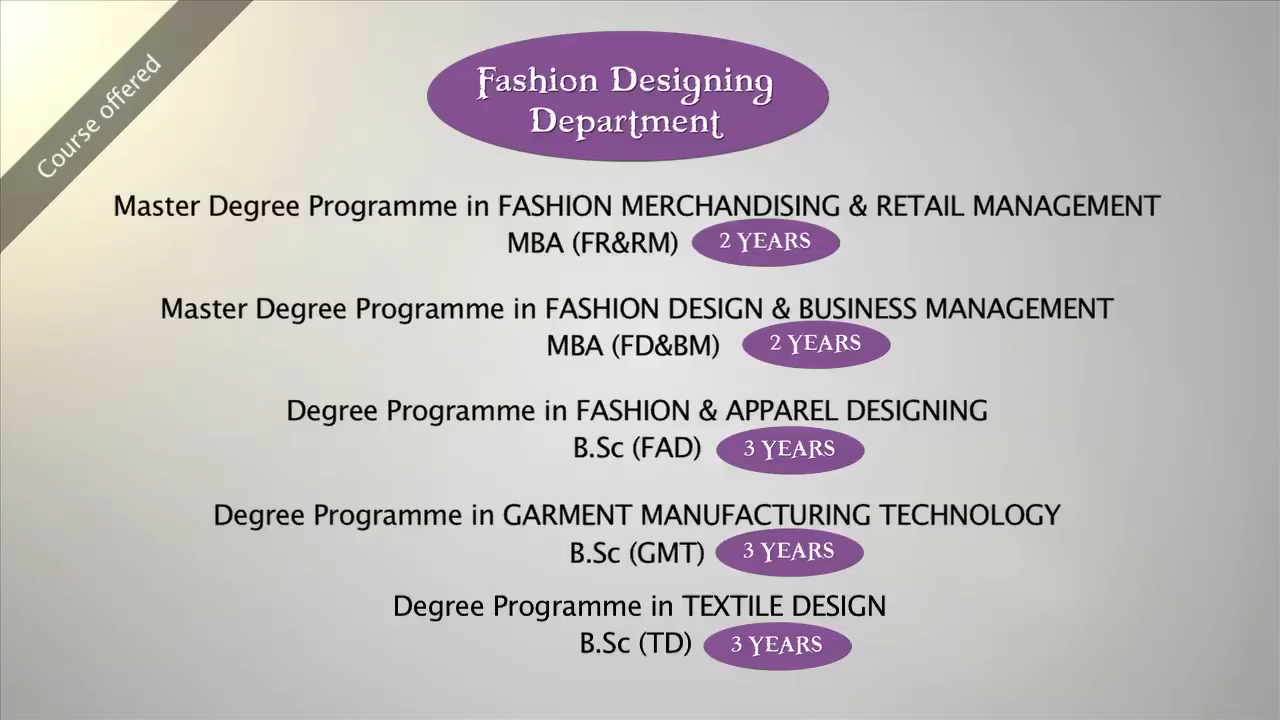 Course offered
Fashion Designing
Department
Master Degree Programme in FASHION MERCHANDISING & RETAIL MANAGEMENT
MBA (FR&RM) 2 YEARS
Master Degree Programme in FASHION DESIGN & BUSINESS MANAGEMENT
MBA (FD&BM) 2 YEARS
Degree Programme in FASHION & APPAREL DESIGNING
B.Sc (FAD) 3 YEARS
Degree Programme in GARMENT MANUFACTURING TECHNOLOGY
B.Sc (GMT) 3 YEARS
Degree Programme in TEXTILE DESIGN
B.Sc (TD) 3 YEARS